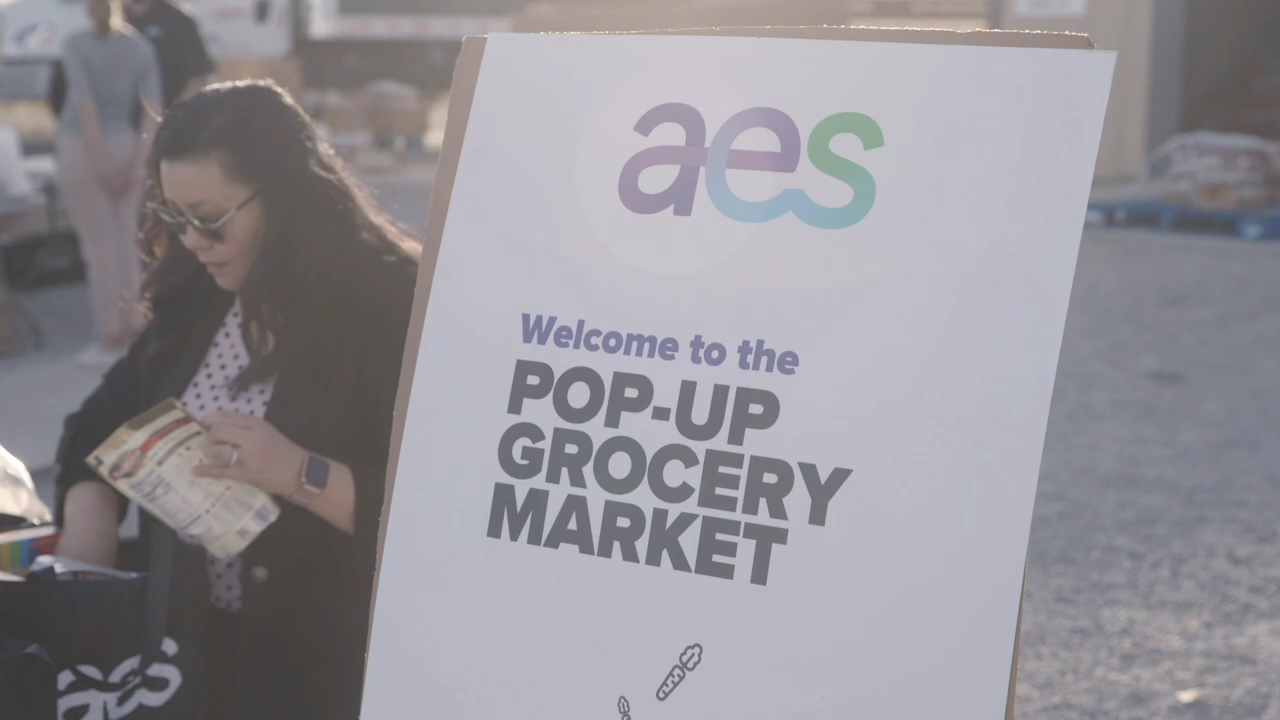 aes
Welcome to the
POP-UP
GROCERY
MARKET
aes